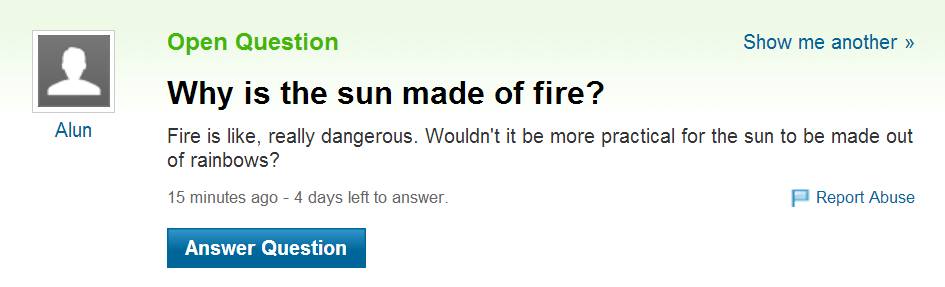 Open Question
Show me another »
Alun
Why is the sun made of fire?
Fire is like, really dangerous. Wouldn't it be more practical for the sun to be made out
of rainbows?
15 minutes ago - 4 days left to answer.
Report Abuse
Answer Question